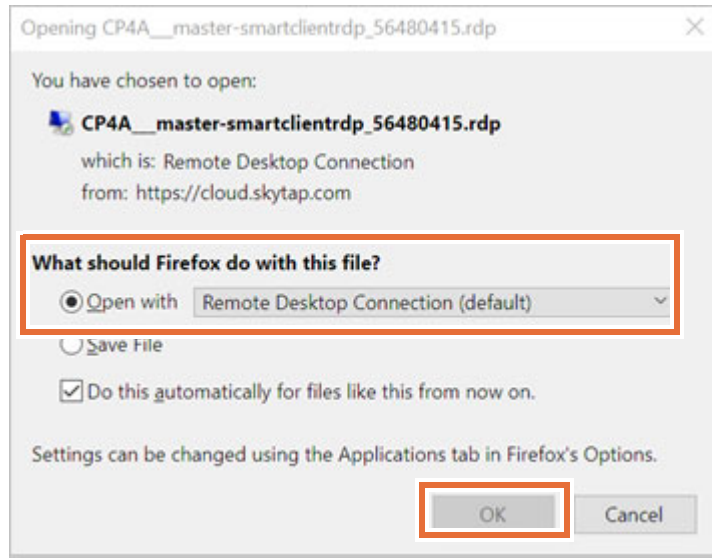 Opening CP4A__master-smartclientrdp_56480415.rdp
You have chosen to open:
CP4A__master-smartclientrdp_56480415.rdp
which is: Remote Desktop Connection
from: https://cloud.skytap.com
What should Firefox do with this file?
Open with Remote Desktop Connection (default)
Save File
Do this automatically for files like this from now on.
Settings can be changed using the Applications tab in Firefox's Options.
OK Cancel